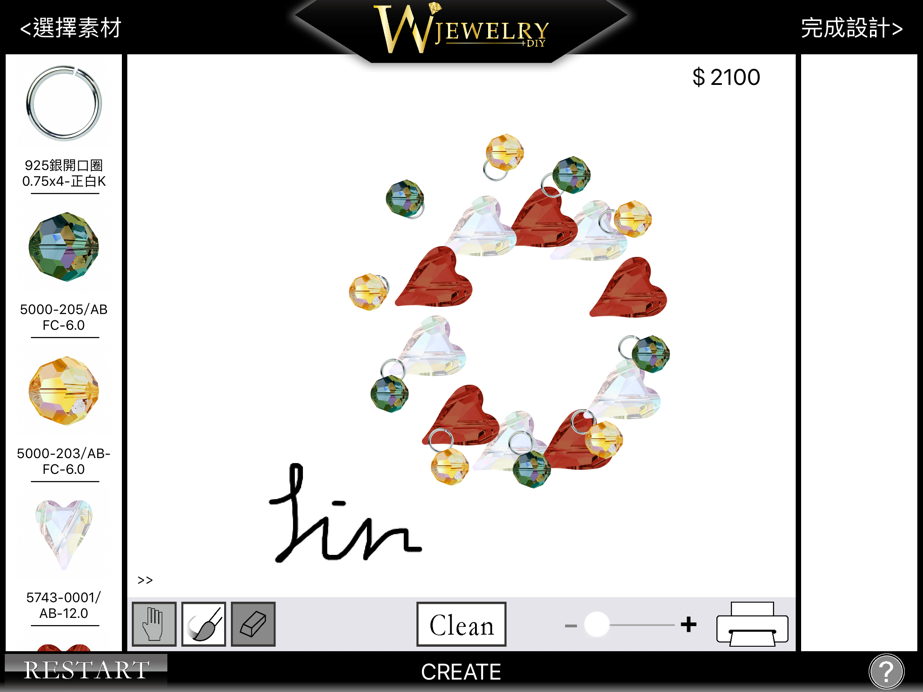 <選擇素材
W JEWELRY
DIY
完成設計>
$ 2100
925銀開口圈
0.75x4-正白K
5000-205/AB
FC-6.0
5000-203/AB-
FC-6.0
5743-0001/
AB-12.0
Lin
>>
Clean
RESTART
CREATE
?